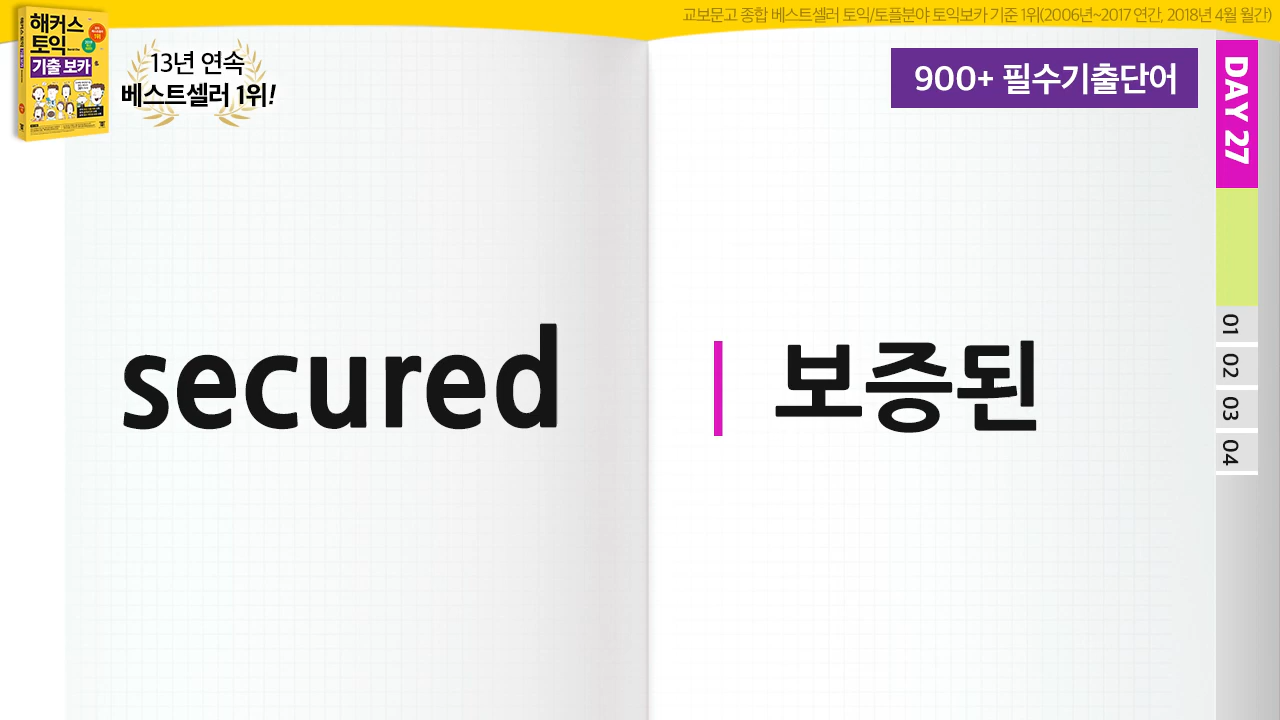 교보문고 종합 베스트셀러 토익/토플분야 토익보카 기준 1위(2006년~2017 연간, 2018년 4월 월간)
해커스
토익
기출 보카
13년 연속
베스트셀러 1위!
900+ 필수기출단어
DAY 27
secured
보증된
01
02
03
04